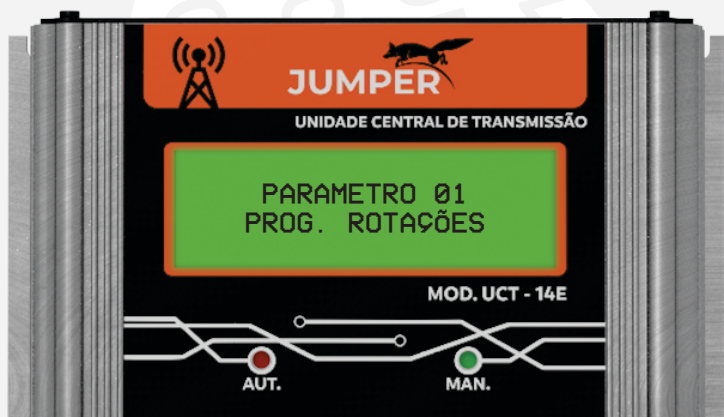 JUMPER
UNIDADE CENTRAL DE TRANSMISSÃO
PARAMETRO 01
PROG. ROTAÇÕES
MOD. UCT - 14E
AUT.
MAN.